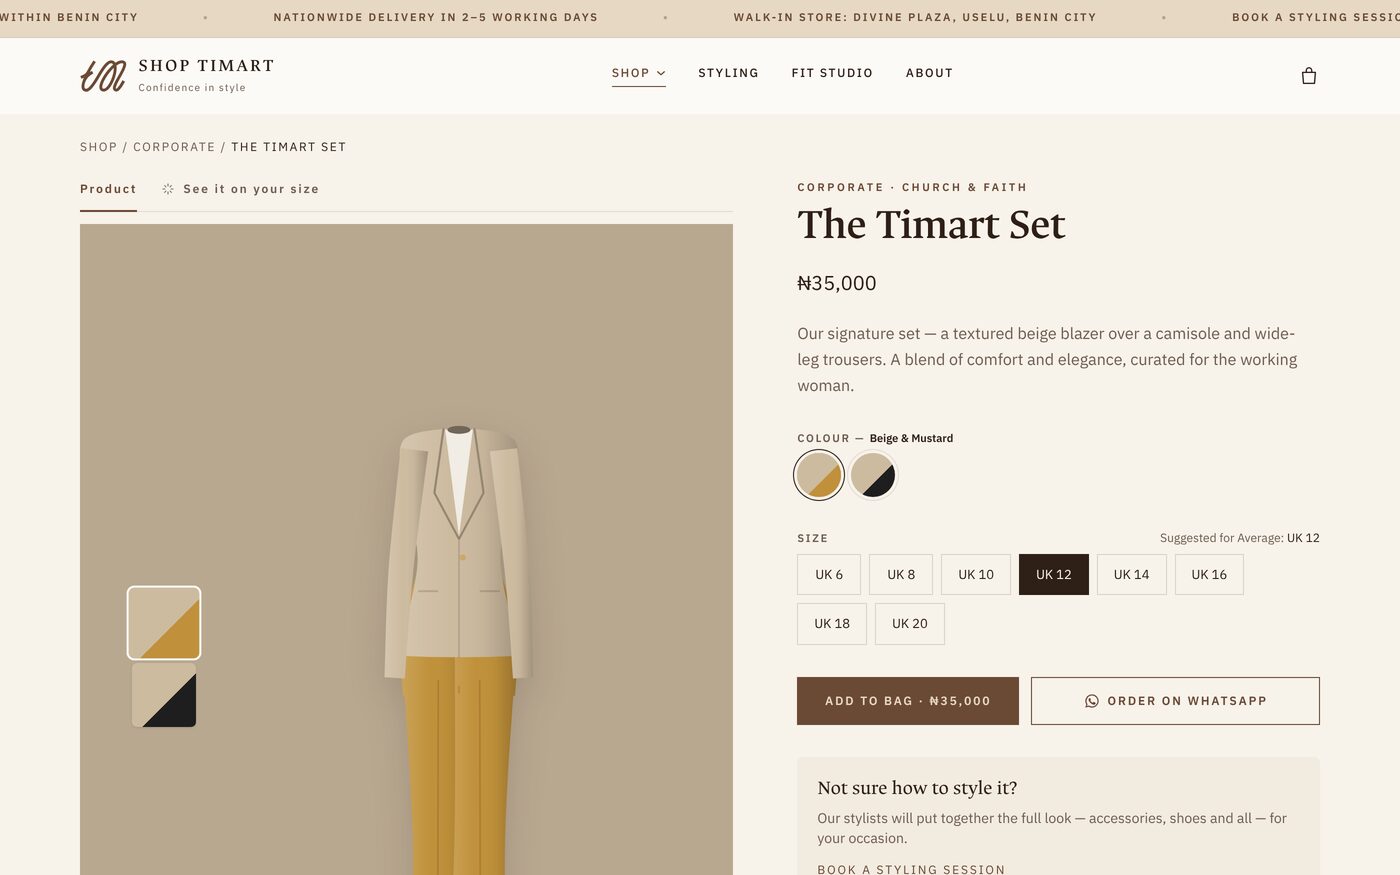 WITHIN BENIN CITY • NATIONWIDE DELIVERY IN 2–5 WORKING DAYS • WALK-IN STORE: DIVINE PLAZA, USELU, BENIN CITY • BOOK A STYLING
SHOP TIMART
Confidence in style
SHOP STYLING FIT STUDIO ABOUT
SHOP / CORPORATE / THE TIMART SET
Product See it on your size
CORPORATE · CHURCH & FAITH
The Timart Set
₦35,000
Our signature set — a textured beige blazer over a camisole and wide-
leg trousers. A blend of comfort and elegance, curated for the working
woman.
COLOUR — Beige & Mustard
SIZE Suggested for Average: UK 12
UK 6 UK 8 UK 10 UK 12 UK 14 UK 16
UK 18 UK 20
ADD TO BAG · ₦35,000 ORDER ON WHATSAPP
Not sure how to style it?
Our stylists will put together the full look — accessories, shoes and all — for
your occasion.
BOOK A STYLING SESSION